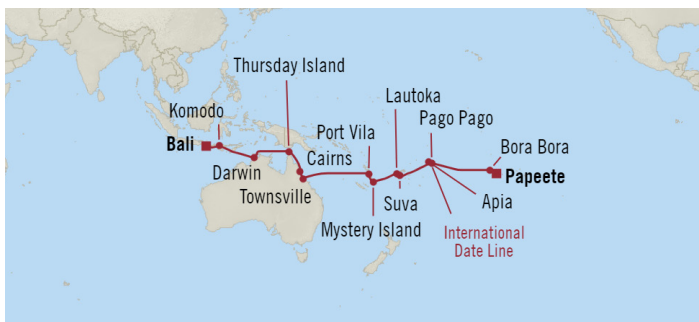 Thursday Island
Komodo
Bali
Darwin
Cairns
Townsville
Port Vila
Mystery Island
Lautoka
Suva
Pago Pago
Apia
International
Date Line
Bora Bora
Papeete